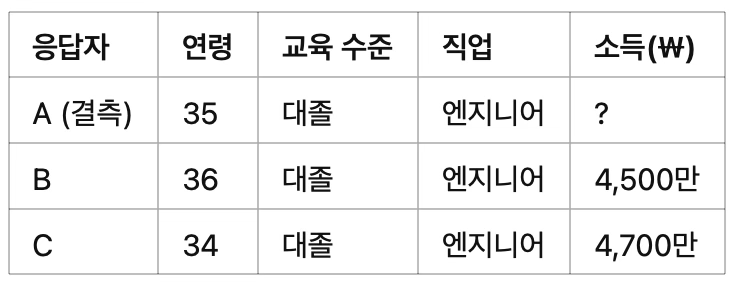 응답자 연령 교육 수준 직업 소득(₩)
A (결측) 35 대졸 엔지니어 ?
B 36 대졸 엔지니어 4,500만
C 34 대졸 엔지니어 4,700만